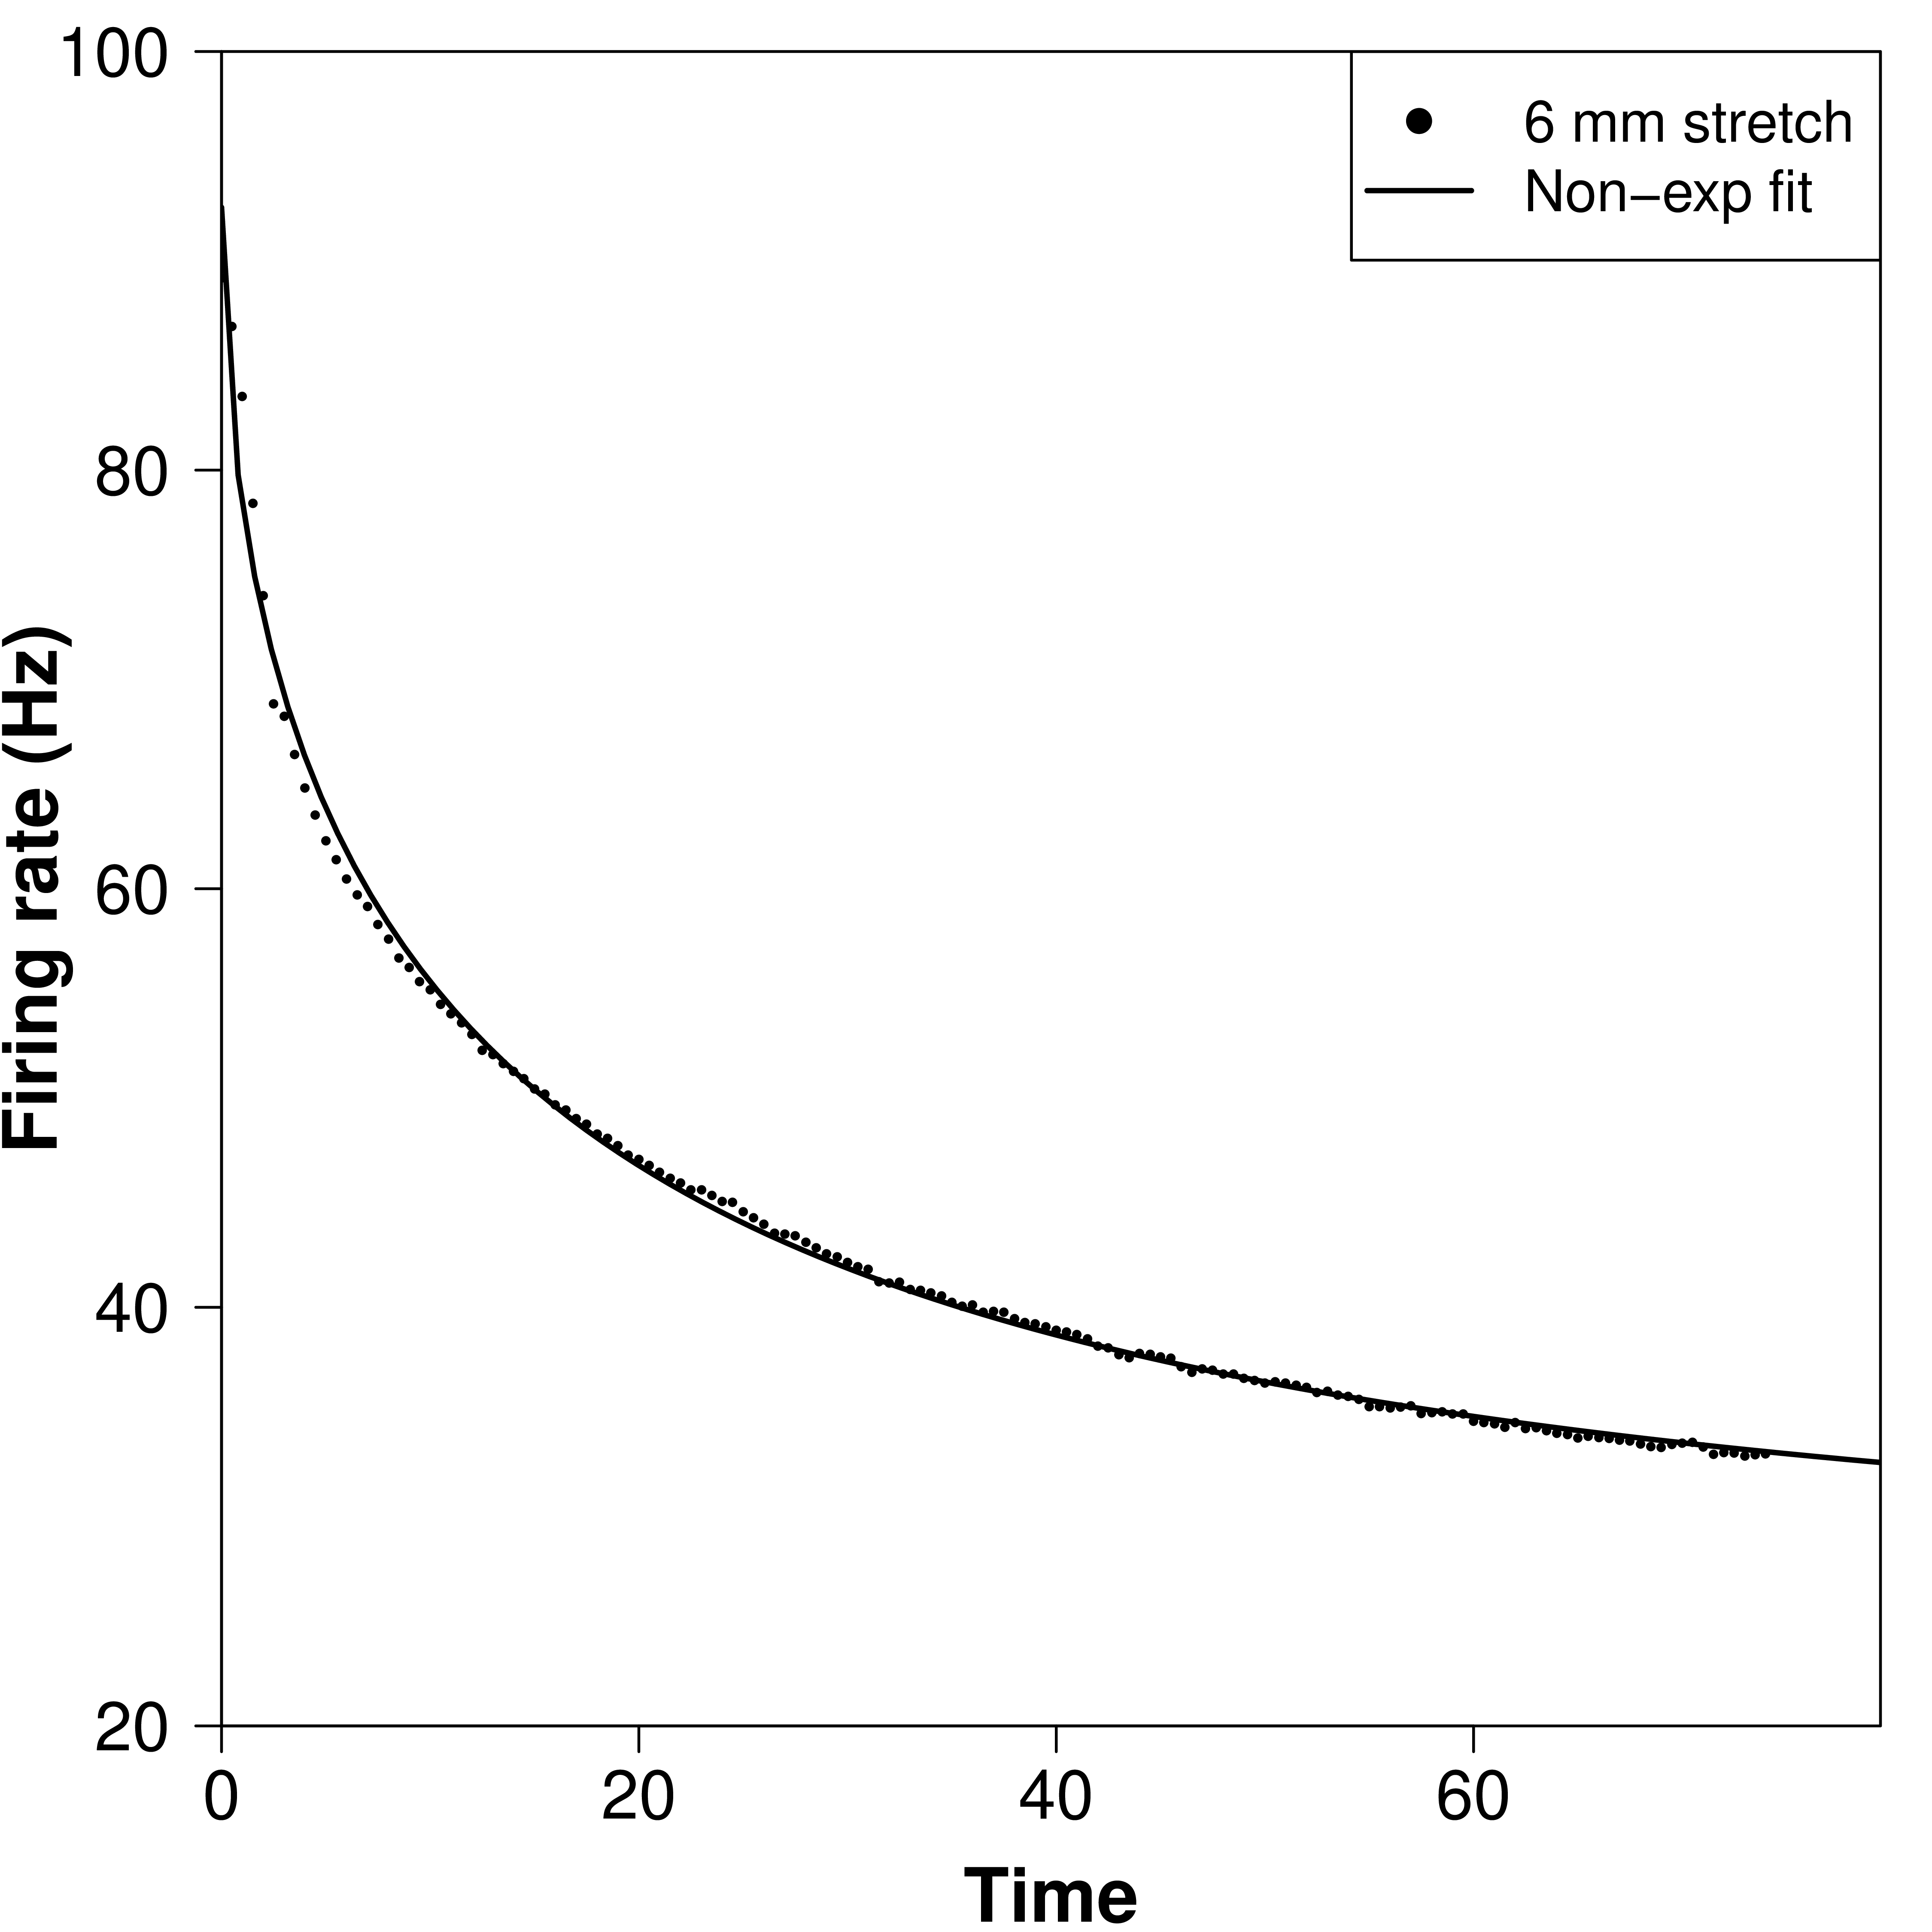 100
6 mm stretch
Non−exp fit
80
60
40
20
Firing rate (Hz)
0 20 40 60
Time